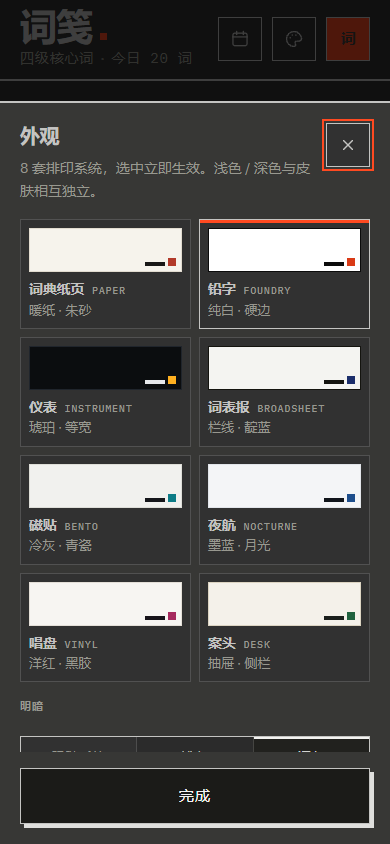 词笺.
四级核心词 · 今日 20 词
词
外观
8 套排印系统，选中立即生效。浅色 / 深色与皮
肤相互独立。
词典纸页 PAPER
暖纸 · 朱砂
铅字 FOUNDRY
纯白 · 硬边
仪表 INSTRUMENT
琥珀 · 等宽
词表报 BROADSHEET
栏线 · 靛蓝
磁贴 BENTO
冷灰 · 青瓷
夜航 NOCTURNE
墨蓝 · 月光
唱盘 VINYL
洋红 · 黑胶
案头 DESK
抽屉 · 侧栏
明暗
完成